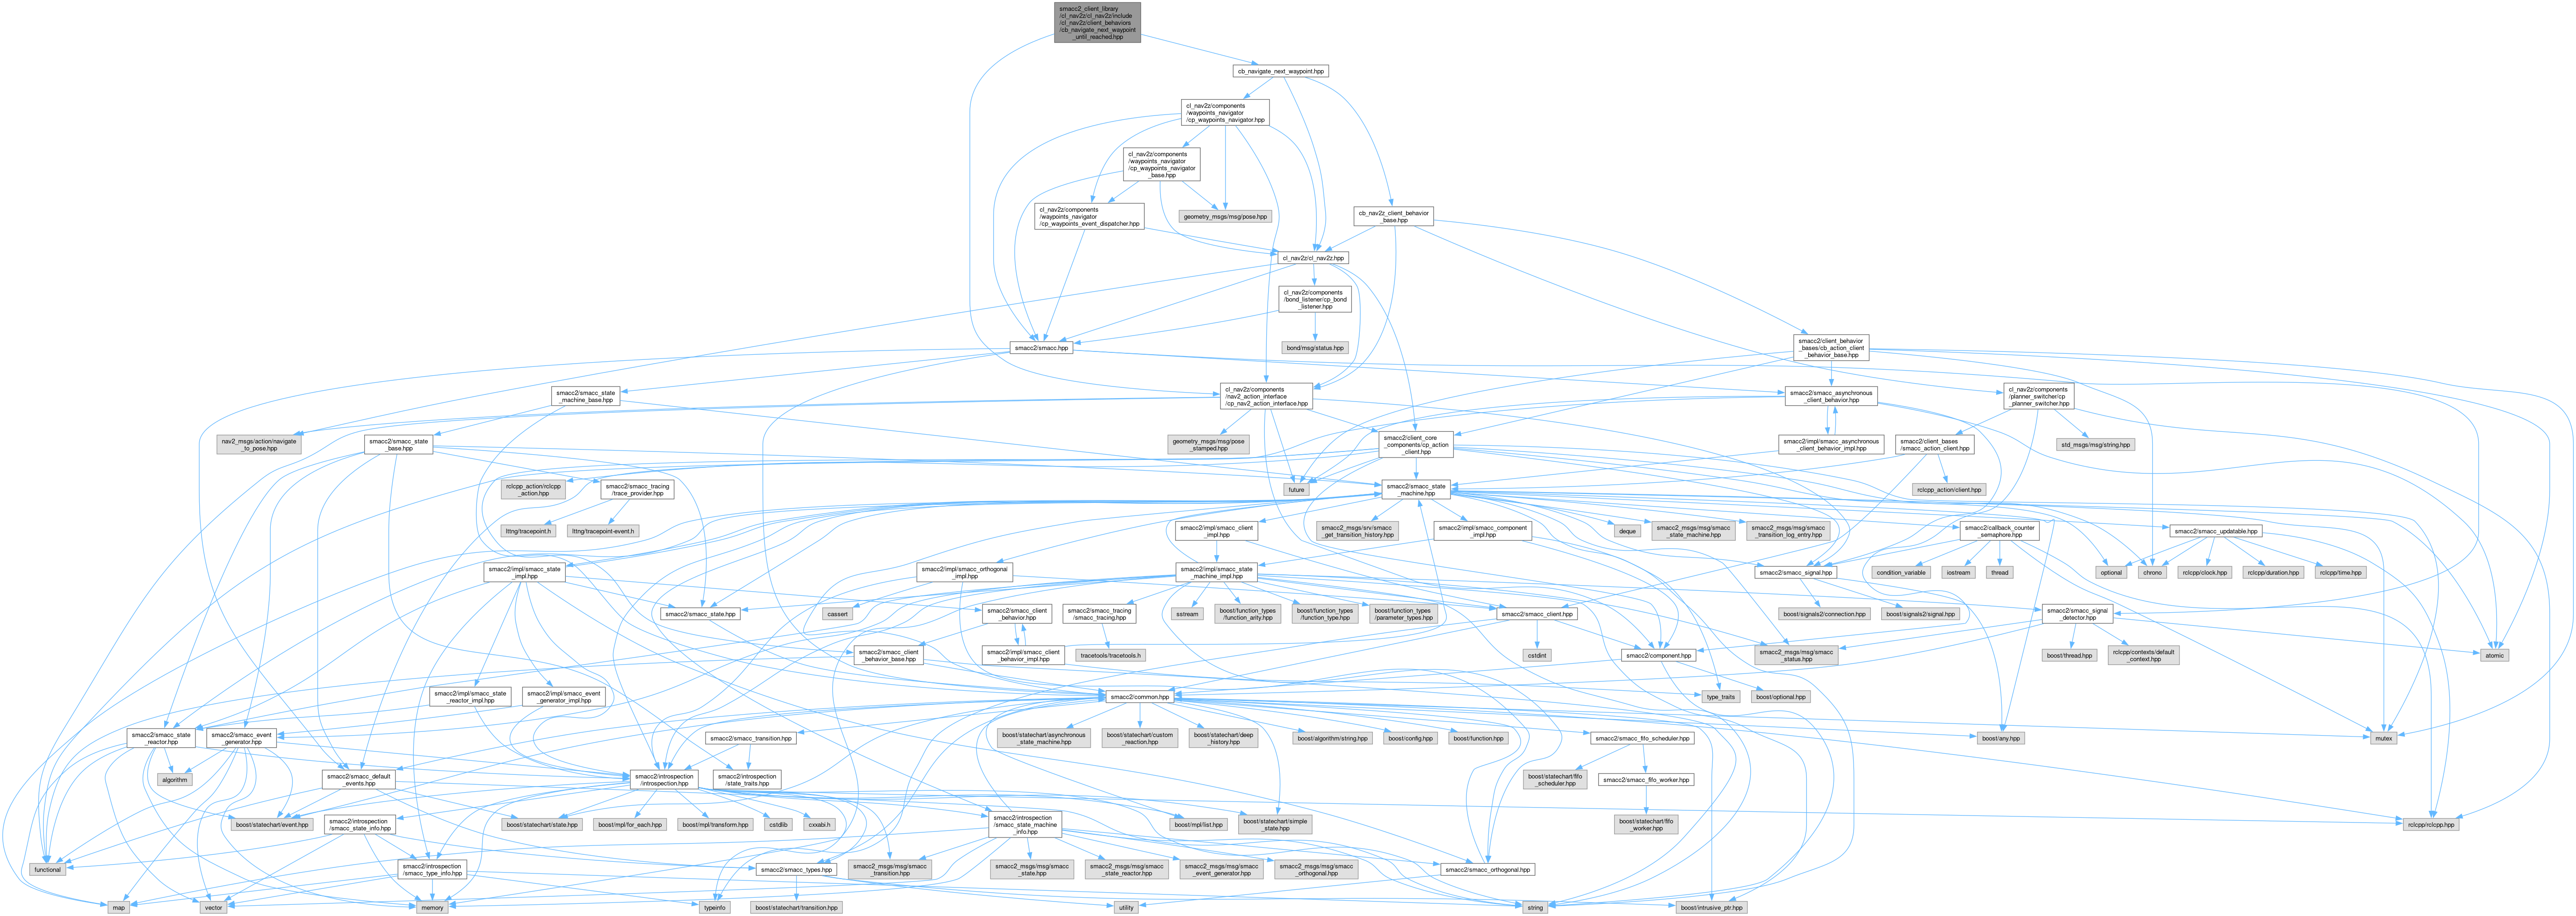 smacc2_client_library
/cl_nav2z/cl_nav2z/include
/cl_nav2z/client_behaviors
/cb_navigate_next_waypoint
_until_reached.hpp
cb_navigate_next_waypoint.hpp
cl_nav2z/components
/waypoints_navigator
/cp_waypoints_navigator.hpp
cl_nav2z/components
/waypoints_navigator
/cp_waypoints_navigator
_base.hpp
cl_nav2z/components
/waypoints_navigator
/cp_waypoints_event_dispatcher.hpp
geometry_msgs/msg/pose.hpp
cb_nav2z_client_behavior
_base.hpp
cl_nav2z/cl_nav2z.hpp
cl_nav2z/components
/bond_listener/cp_bond
_listener.hpp
smacc2/smacc.hpp
bond/msg/status.hpp
smacc2/client_behavior
_bases/cb_action_client
_behavior_base.hpp
smacc2/smacc_state
_machine_base.hpp
cl_nav2z/components
/nav2_action_interface
/cp_nav2_action_interface.hpp
smacc2/smacc_asynchronous
_client_behavior.hpp
cl_nav2z/components
/planner_switcher/cp
_planner_switcher.hpp
nav2_msgs/action/navigate
_to_pose.hpp
smacc2/smacc_state
_base.hpp
geometry_msgs/msg/pose
_stamped.hpp
smacc2/client_core
_components/cp_action
_client.hpp
smacc2/impl/smacc_asynchronous
_client_behavior_impl.hpp
smacc2/client_bases
/smacc_action_client.hpp
std_msgs/msg/string.hpp
rclcpp_action/rclcpp
_action.hpp
smacc2/smacc_tracing
/trace_provider.hpp
future
smacc2/smacc_state
_machine.hpp
rclcpp_action/client.hpp
lttng/tracepoint.h
lttng/tracepoint-event.h
smacc2/impl/smacc_client
_impl.hpp
smacc2_msgs/srv/smacc
_get_transition_history.hpp
smacc2/impl/smacc_component
_impl.hpp
deque
smacc2_msgs/msg/smacc
_state_machine.hpp
smacc2_msgs/msg/smacc
_transition_log_entry.hpp
smacc2/callback_counter
_semaphore.hpp
smacc2/smacc_updatable.hpp
smacc2/impl/smacc_state
_impl.hpp
smacc2/impl/smacc_orthogonal
_impl.hpp
smacc2/impl/smacc_state
_machine_impl.hpp
smacc2/smacc_signal.hpp
condition_variable
iostream
thread
optional
chrono
rclcpp/clock.hpp
rclcpp/duration.hpp
rclcpp/time.hpp
smacc2/smacc_state.hpp
cassert
smacc2/smacc_client
_behavior.hpp
smacc2/smacc_tracing
/smacc_tracing.hpp
sstream
boost/function_types
/function_arity.hpp
boost/function_types
/function_type.hpp
boost/function_types
/parameter_types.hpp
smacc2/smacc_client.hpp
boost/signals2/connection.hpp
boost/signals2/signal.hpp
smacc2/smacc_signal
_detector.hpp
smacc2/smacc_client
_behavior_base.hpp
smacc2/impl/smacc_client
_behavior_impl.hpp
tracetools/tracetools.h
cstdint
smacc2/component.hpp
smacc2_msgs/msg/smacc
_status.hpp
boost/thread.hpp
rclcpp/contexts/default
_context.hpp
atomic
smacc2/impl/smacc_state
_reactor_impl.hpp
smacc2/impl/smacc_event
_generator_impl.hpp
smacc2/common.hpp
type_traits
boost/optional.hpp
smacc2/smacc_state
_reactor.hpp
smacc2/smacc_event
_generator.hpp
smacc2/smacc_transition.hpp
boost/statechart/asynchronous
_state_machine.hpp
boost/statechart/custom
_reaction.hpp
boost/statechart/deep
_history.hpp
boost/algorithm/string.hpp
boost/config.hpp
boost/function.hpp
smacc2/smacc_fifo_scheduler.hpp
boost/any.hpp
mutex
algorithm
smacc2/smacc_default
_events.hpp
smacc2/introspection
/introspection.hpp
smacc2/introspection
/state_traits.hpp
boost/statechart/fifo
_scheduler.hpp
smacc2/smacc_fifo_worker.hpp
boost/statechart/event.hpp
smacc2/introspection
/smacc_state_info.hpp
boost/statechart/state.hpp
boost/mpl/for_each.hpp
boost/mpl/transform.hpp
cstdlib
cxxabi.h
smacc2/introspection
/smacc_state_machine
_info.hpp
boost/mpl/list.hpp
boost/statechart/simple
_state.hpp
boost/statechart/fifo
_worker.hpp
rclcpp/rclcpp.hpp
functional
smacc2/introspection
/smacc_type_info.hpp
smacc2/smacc_types.hpp
smacc2_msgs/msg/smacc
_transition.hpp
smacc2_msgs/msg/smacc
_state.hpp
smacc2_msgs/msg/smacc
_state_reactor.hpp
smacc2_msgs/msg/smacc
_event_generator.hpp
smacc2_msgs/msg/smacc
_orthogonal.hpp
smacc2/smacc_orthogonal.hpp
map
vector
memory
typeinfo
boost/statechart/transition.hpp
utility
string
boost/intrusive_ptr.hpp